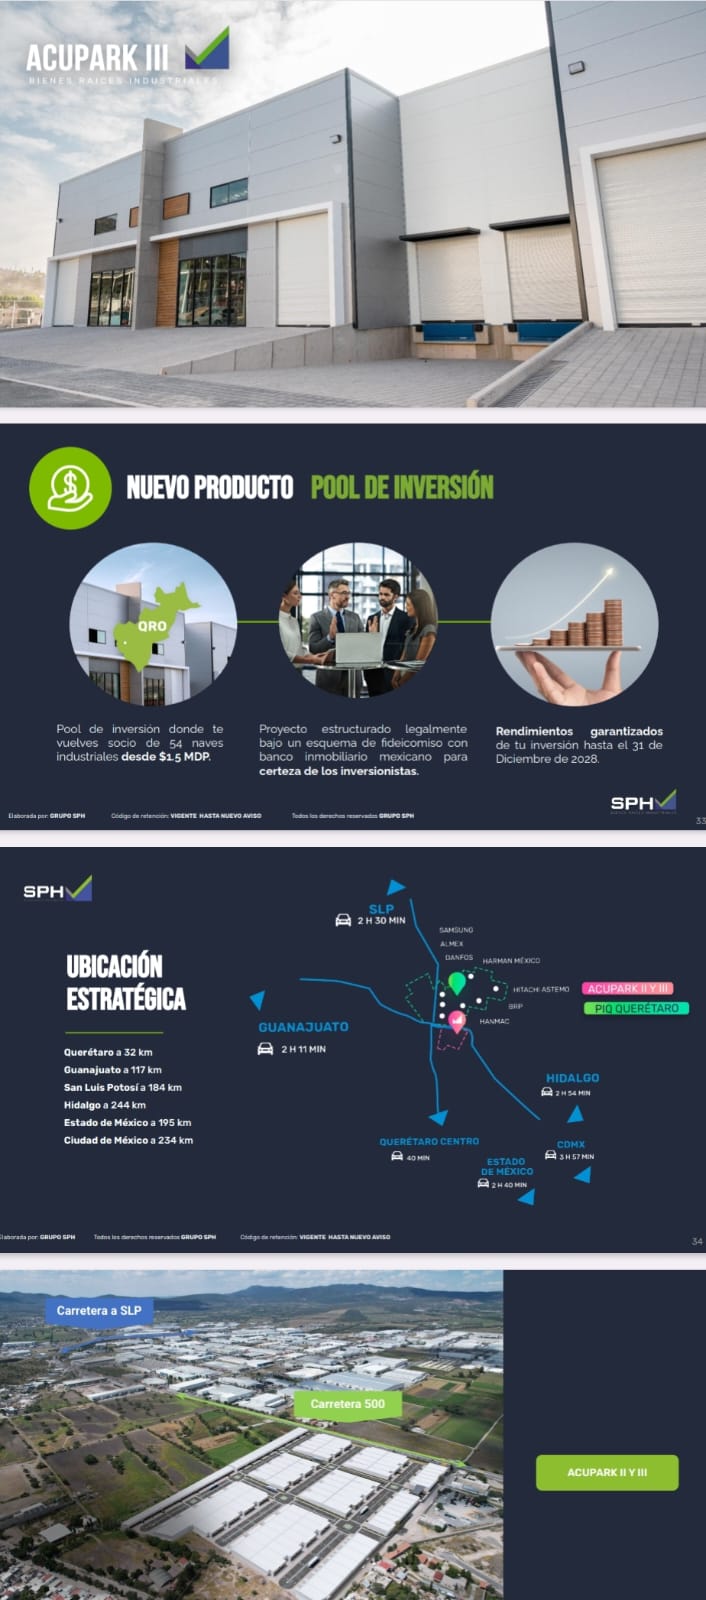 ACUPARK III
BIENES RAICES INDUSTRIALES
NUEVO PRODUCTO POOL DE INVERSIÓN
QRO
Pool de inversión donde te
vuelves socio de 54 naves
industriales desde $1.5 MDP.
Proyecto estructurado legalmente
bajo un esquema de fideicomiso con
banco inmobiliario mexicano para
certeza de los inversionistas.
Rendimientos garantizados
de tu inversión hasta el 31 de
Diciembre de 2028.
SPH
Elaborada por: GRUPO SPH
Código de retención: VIGENTE HASTA NUEVO AVISO
Todos los derechos reservados GRUPO SPH
33
SPH
UBICACIÓN
ESTRATÉGICA
Querétaro a 32 km
Guanajuato a 117 km
San Luis Potosí a 184 km
Hidalgo a 244 km
Estado de México a 195 km
Ciudad de México a 234 km
SLP
2 H 30 MIN
SAMSUNG
ALMEX
DANFOS
HARMAN MÉXICO
HITACHI ASTEMO
BRP
HANMAC
ACUPARK II Y III
PIQ QUERÉTARO
GUANAJUATO
2 H 11 MIN
HIDALGO
2 H 54 MIN
QUERÉTARO CENTRO
40 MIN
CDMX
3 H 57 MIN
ESTADO
DE MÉXICO
2 H 40 MIN
Elaborada por: GRUPO SPH
Todos los derechos reservados GRUPO SPH
Código de retención: VIGENTE HASTA NUEVO AVISO
34
Carretera a SLP
Carretera 500
ACUPARK II Y III